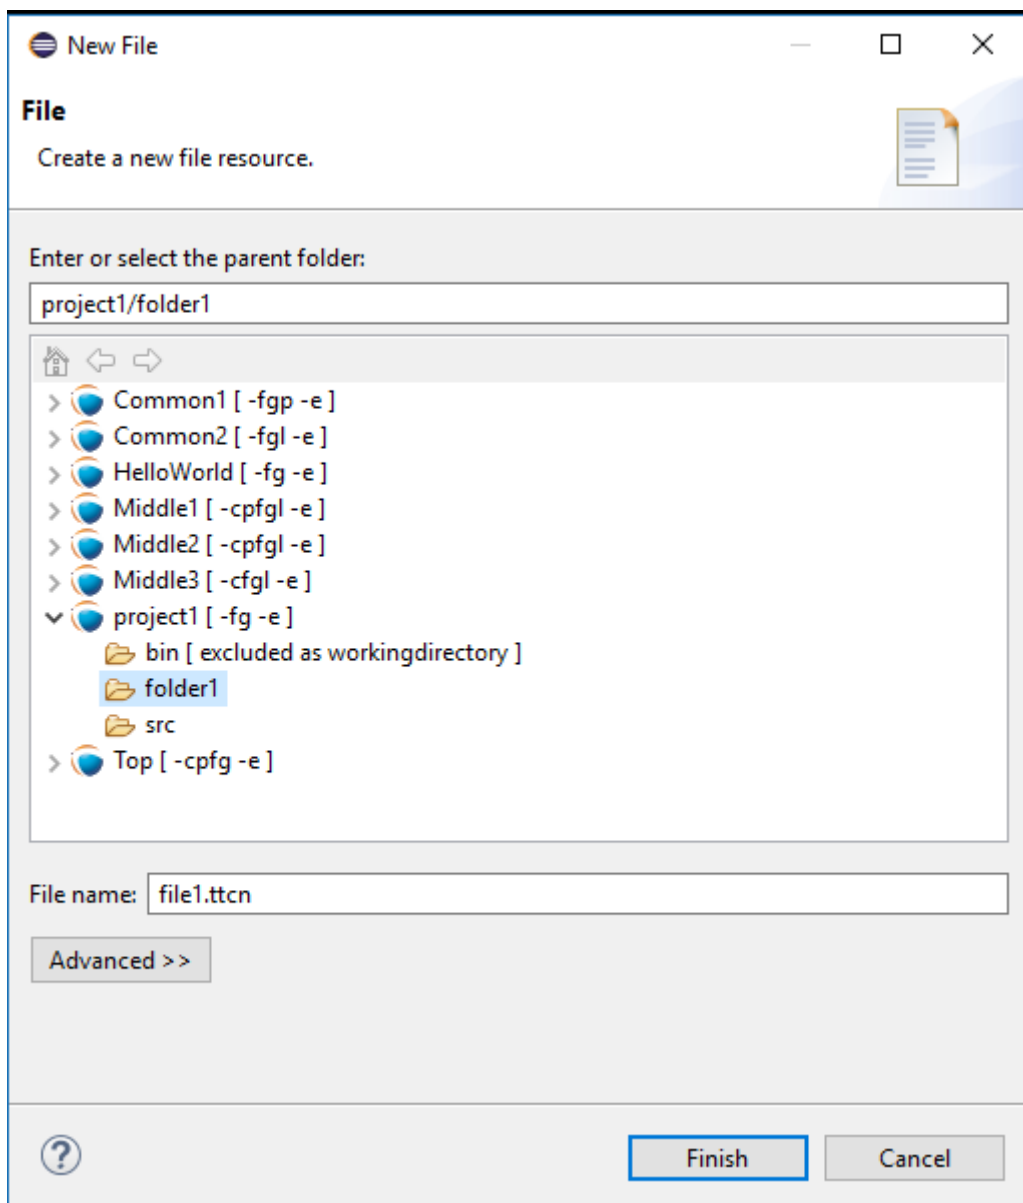 New File
File
Create a new file resource.
Enter or select the parent folder:
project1/folder1
Common1 [ -fgp -e ]
Common2 [ -fgl -e ]
HelloWorld [ -fg -e ]
Middle1 [ -cpfgl -e ]
Middle2 [ -cpfgl -e ]
Middle3 [ -cfgl -e ]
project1 [ -fg -e ]
bin [ excluded as workingdirectory ]
folder1
src
Top [ -cpfg -e ]
File name: file1.ttcn
Advanced >>
? Finish Cancel